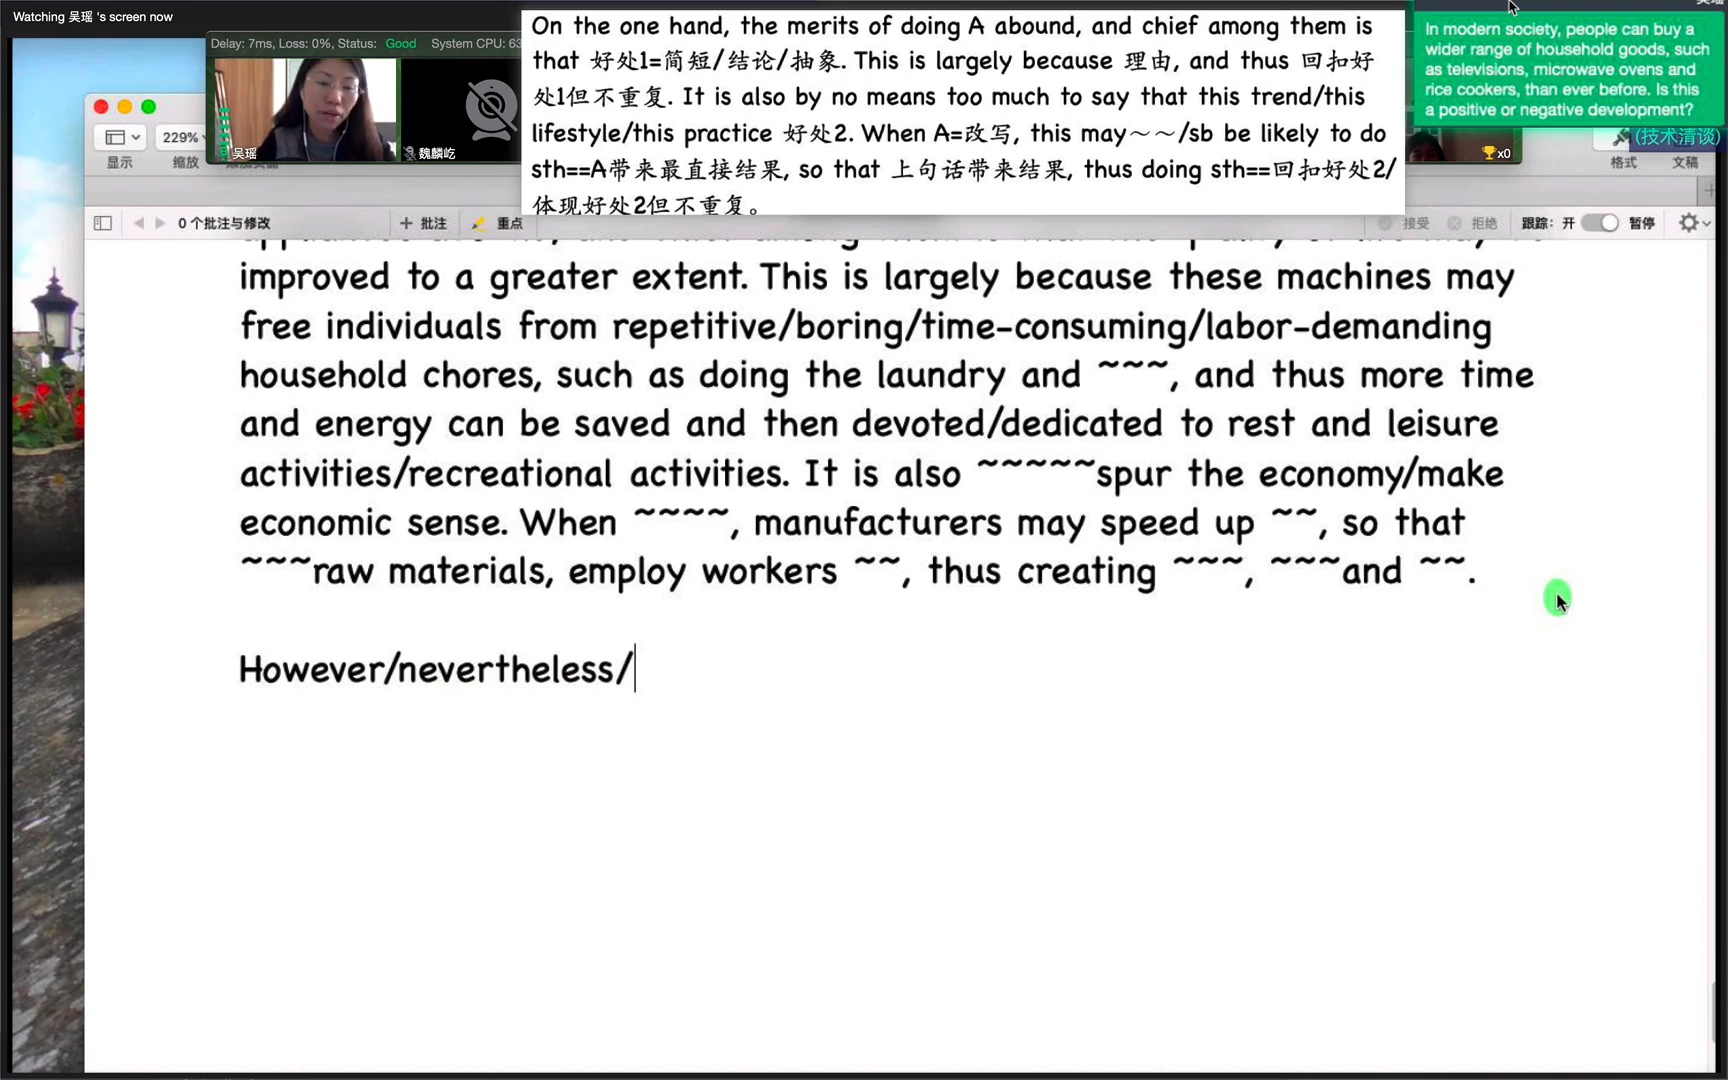 Watching 吴瑶 's screen now
Delay: 7ms, Loss: 0%, Status: Good System CPU: 63
吴瑶
魏麟屹
On the one hand, the merits of doing A abound, and chief among them is
that 好处1=简短/结论/抽象. This is largely because 理由, and thus 回扣好
处1但不重复. It is also by no means too much to say that this trend/this
lifestyle/this practice 好处2. When A=改写, this may～～/sb be likely to do
sth==A带来最直接结果, so that 上句话带来结果, thus doing sth==回扣好处2/
体现好处2但不重复。
In modern society, people can buy a
wider range of household goods, such
as televisions, microwave ovens and
rice cookers, than ever before. Is this
a positive or negative development?
(技术清谈)
x0
229%
显示
缩放
格式
文稿
0 个批注与修改
批注
重点
接受
拒绝
跟踪: 开
暂停
improved to a greater extent. This is largely because these machines may
free individuals from repetitive/boring/time-consuming/labor-demanding
household chores, such as doing the laundry and ~~~, and thus more time
and energy can be saved and then devoted/dedicated to rest and leisure
activities/recreational activities. It is also ~~~~~spur the economy/make
economic sense. When ~~~~, manufacturers may speed up ~~, so that
~~~raw materials, employ workers ~~, thus creating ~~~, ~~~and ~~.
However/nevertheless/